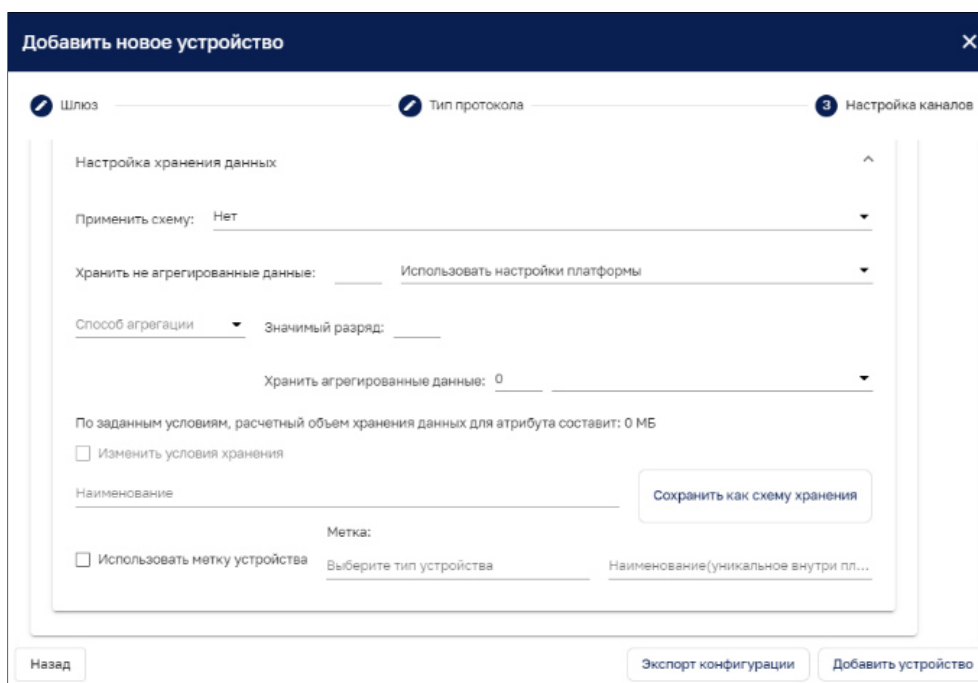 Добавить новое устройство
Шлюз Тип протокола 3 Настройка каналов
Настройка хранения данных
Применить схему: Нет
Хранить не агрегированные данные: Использовать настройки платформы
Способ агрегации Значимый разряд:
Хранить агрегированные данные: 0
По заданным условиям, расчетный объем хранения данных для атрибута составит: 0 МБ
Изменить условия хранения
Наименование Сохранить как схему хранения
Метка:
Использовать метку устройства Выберите тип устройства Наименование(уникальное внутри пл...
Назад Экспорт конфигурации Добавить устройство